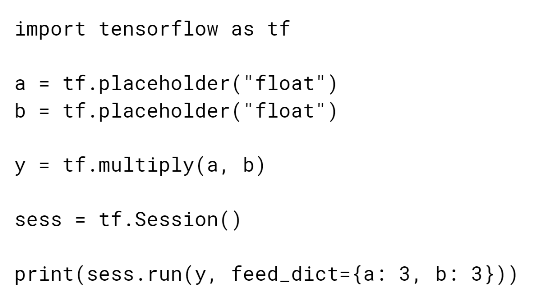 import tensorflow as tf
a = tf.placeholder("float")
b = tf.placeholder("float")
y = tf.multiply(a, b)
sess = tf.Session()
print(sess.run(y, feed_dict={a: 3, b: 3}))